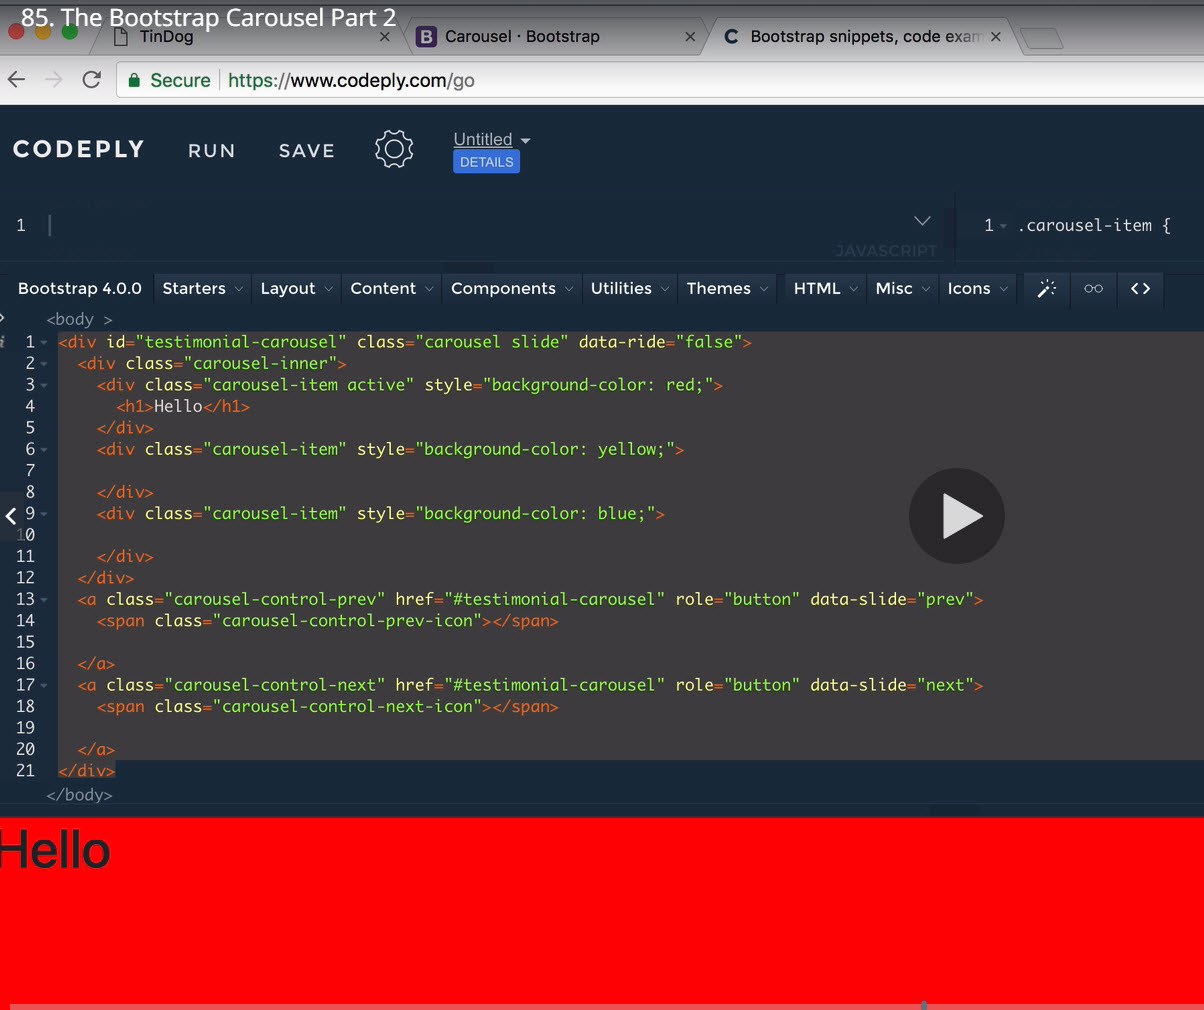 85. The Bootstrap Carousel Part 2
TinDog
Carousel · Bootstrap
Bootstrap snippets, code exam
Secure https://www.codeply.com/go
CODEPLY RUN SAVE Untitled
DETAILS
1
JAVASCRIPT
1 .carousel-item {
Bootstrap 4.0.0 Starters Layout Content Components Utilities Themes HTML Misc Icons
<body >
1 <div id="testimonial-carousel" class="carousel slide" data-ride="false">
2 <div class="carousel-inner">
3 <div class="carousel-item active" style="background-color: red;">
4 <h1>Hello</h1>
5 </div>
6 <div class="carousel-item" style="background-color: yellow;">
7
8 </div>
9 <div class="carousel-item" style="background-color: blue;">
10
11 </div>
12 </div>
13 <a class="carousel-control-prev" href="#testimonial-carousel" role="button" data-slide="prev">
14 <span class="carousel-control-prev-icon"></span>
15
16 </a>
17 <a class="carousel-control-next" href="#testimonial-carousel" role="button" data-slide="next">
18 <span class="carousel-control-next-icon"></span>
19
20 </a>
21 </div>
</body>
Hello